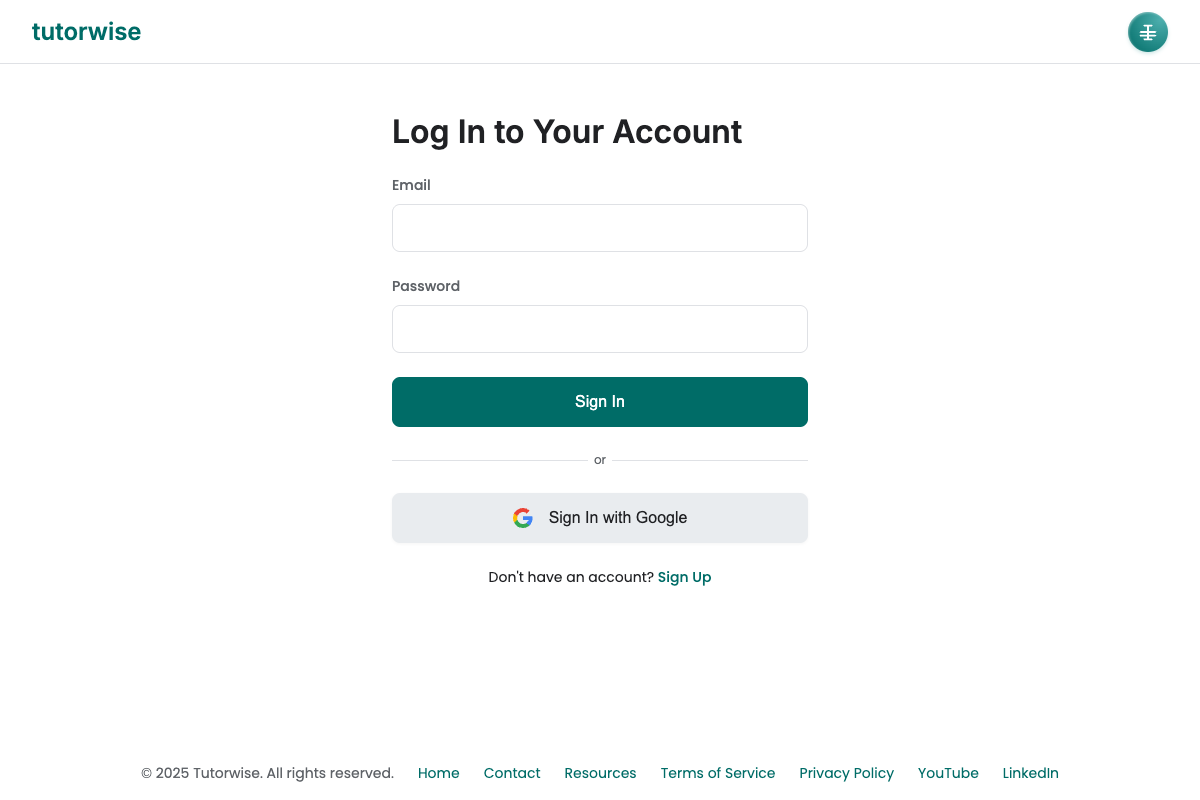 tutorwise
Log In to Your Account
Email
Password
Sign In
or
Sign In with Google
Don't have an account? Sign Up
© 2025 Tutorwise. All rights reserved. Home Contact Resources Terms of Service Privacy Policy YouTube LinkedIn